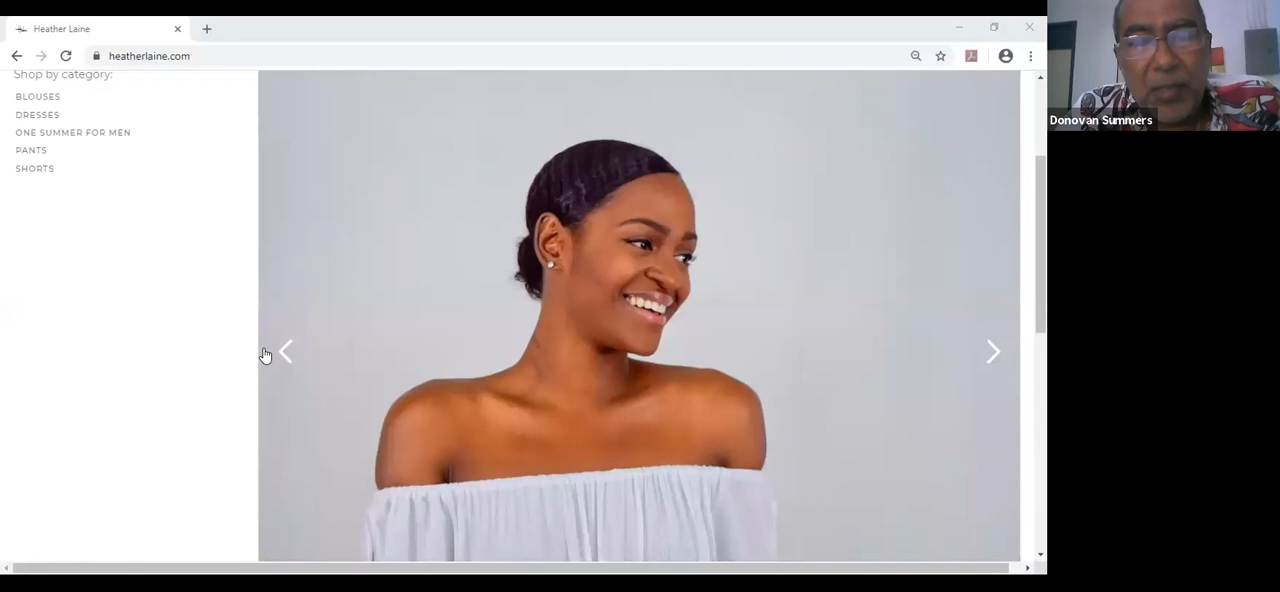 Heather Laine
heatherlaine.com
Shop by category:
BLOUSES
DRESSES
ONE SUMMER FOR MEN
PANTS
SHORTS
Donovan Summers